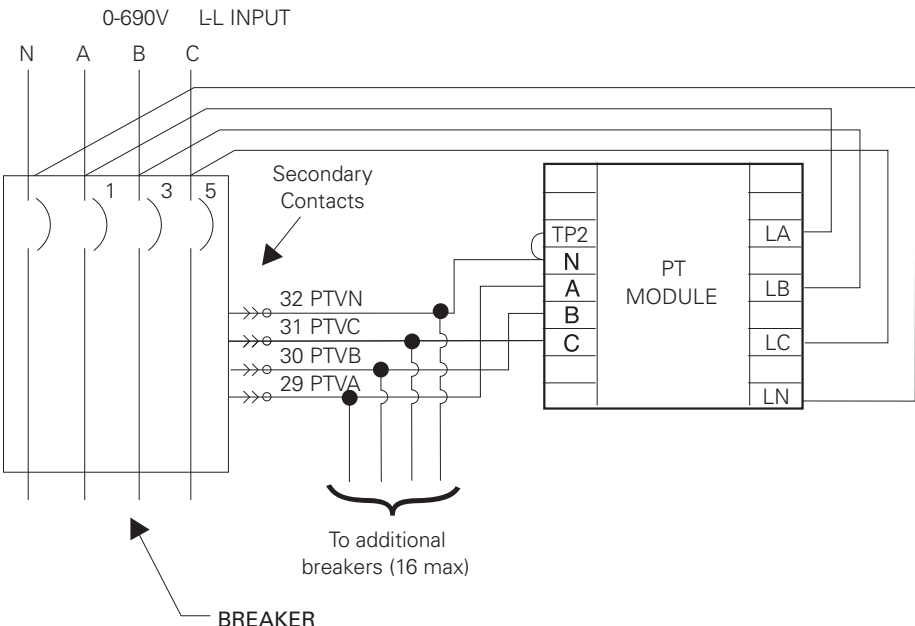 0-690V L-L INPUT
N A B C
1 3 5
Secondary
Contacts
32 PTVN
31 PTVC
30 PTVB
29 PTVA
TP2
N
A
B
C
PT
MODULE
LA
LB
LC
LN
To additional
breakers (16 max)
BREAKER